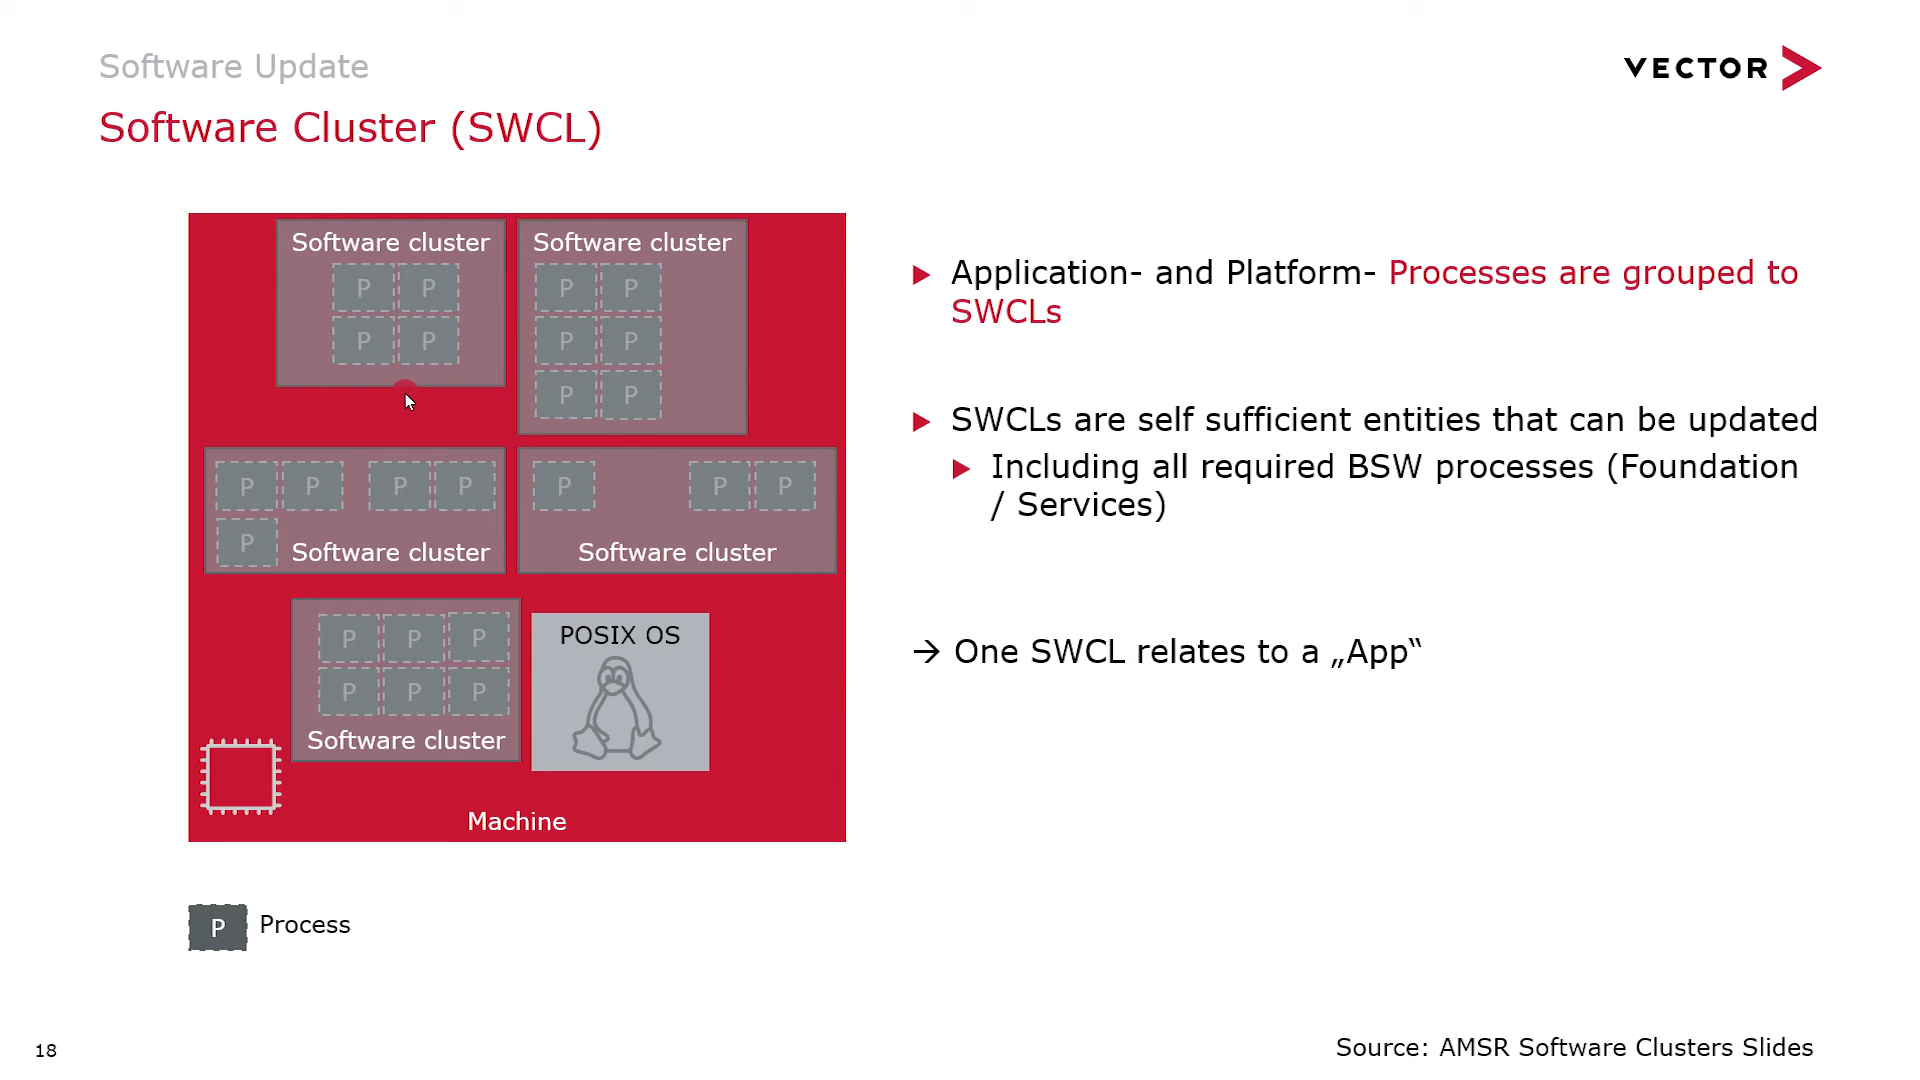 Software Update
VECTOR
Software Cluster (SWCL)
Software cluster
P P
P P
Software cluster
P P
P P
P P
P P P P
P
Software cluster
P P P
Software cluster
P P P
P P P
Software cluster
POSIX OS
Machine
P Process
Application- and Platform- Processes are grouped to
SWCLs
SWCLs are self sufficient entities that can be updated
Including all required BSW processes (Foundation
/ Services)
→ One SWCL relates to a „App“
18
Source: AMSR Software Clusters Slides